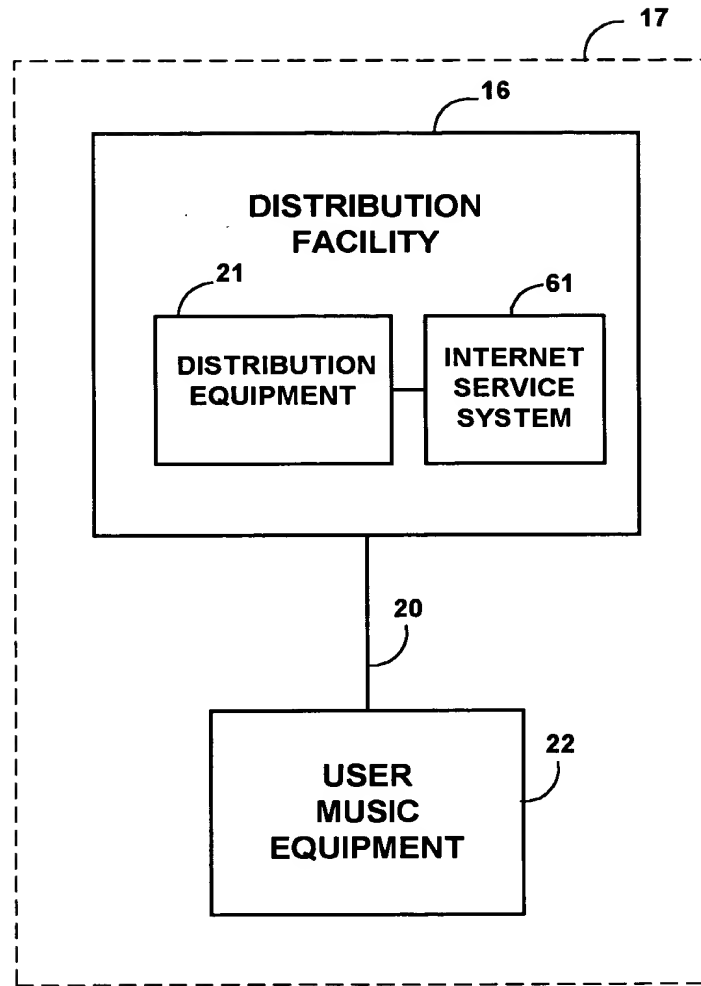 17
16
DISTRIBUTION
FACILITY
21
61
DISTRIBUTION
EQUIPMENT
INTERNET
SERVICE
SYSTEM
20
22
USER
MUSIC
EQUIPMENT